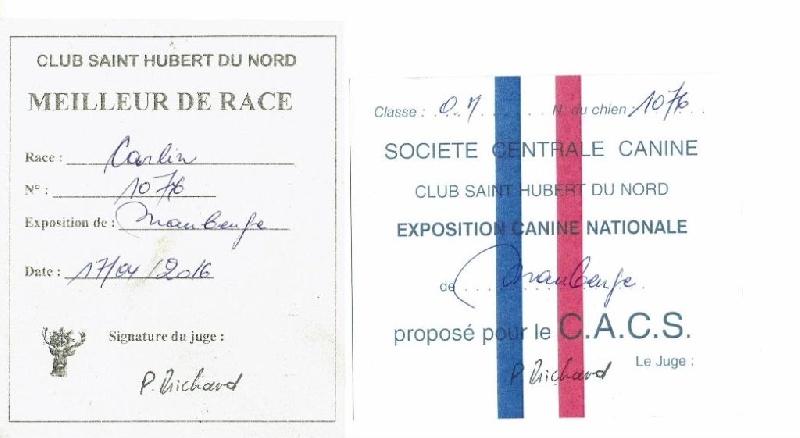 CLUB SAINT HUBERT DU NORD
MEILLEUR DE RACE
Race : Carlin
N° : 1076
Exposition de : Maubeuge
Date : 17/04/2016
Signature du juge :
P. Richard
Classe : O.M N. du chien : 1076
SOCIETE CENTRALE CANINE
CLUB SAINT HUBERT DU NORD
EXPOSITION CANINE NATIONALE
de Maubeuge
proposé pour le C.A.C.S.
Le Juge :
P. Richard